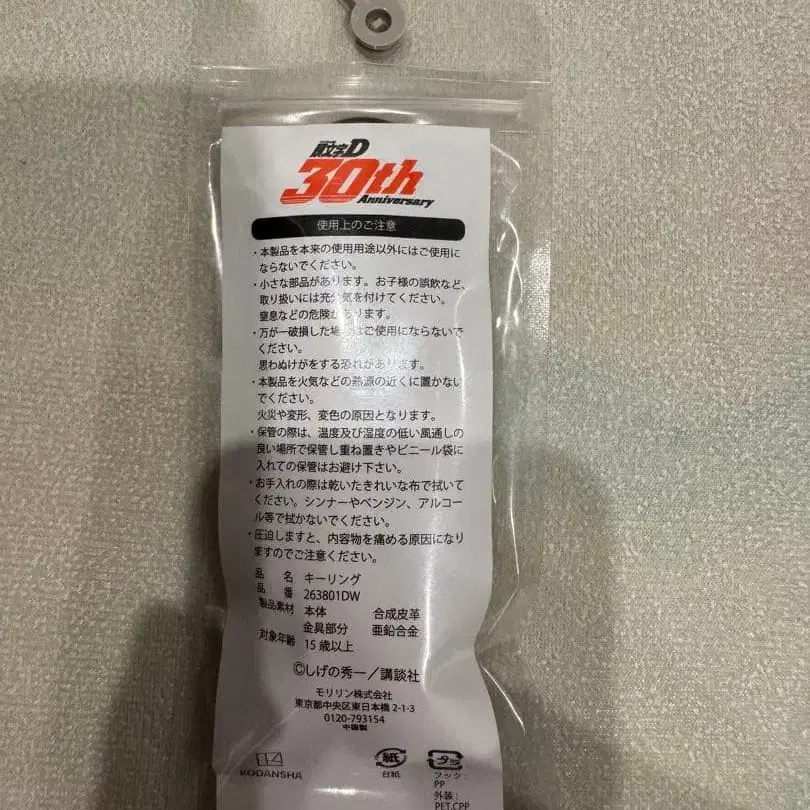 頭文字D
30th
Anniversary
使用上のご注意
・本製品を本来の使用用途以外にはご使用に
ならないでください。
・小さな部品があります。お子様の誤飲など、
取り扱いには充分気を付けてください。
窒息などの危険があります。
・万が一破損した場合はご使用にならないで
ください。
思わぬけがをする恐れがあります。
・本製品を火気などの熱源の近くに置かない
でください。
火災や変形、変色の原因となります。
・保管の際は、温度及び湿度の低い風通しの
良い場所で保管し重ね置きやビニール袋に
入れての保管はお避け下さい。
・お手入れの際は乾いたきれいな布で拭いて
ください。シンナーやベンジン、アルコー
ル等で拭かないでください。
・圧迫しますと、内容物を痛める原因になり
ますのでご注意ください。
品名 キーリング
品番 263801DW
製品素材 本体 合成皮革
金具部分 亜鉛合金
対象年齢 15歳以上
©しげの秀一／講談社
モリリン株式会社
東京都中央区東日本橋2-1-3
0120-793154
中国製
KODANSHA
紙
台紙
プラ
フック:
PP
外装:
PET,CPP